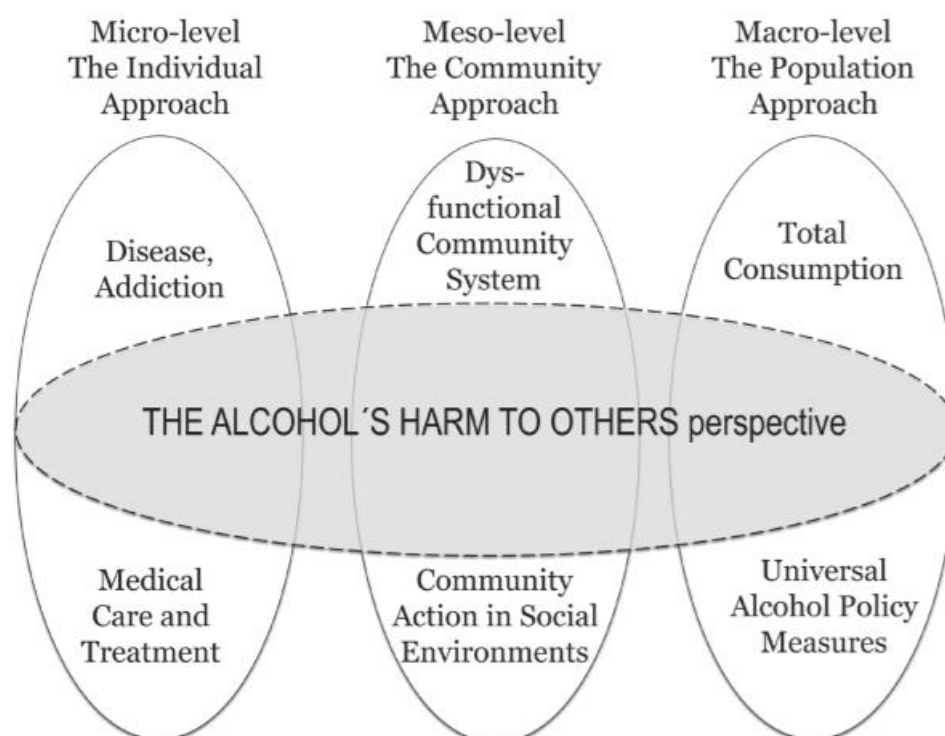 Micro-level
The Individual
Approach
Meso-level
The Community
Approach
Macro-level
The Population
Approach
Disease,
Addiction
Dys-
functional
Community
System
Total
Consumption
THE ALCOHOL´S HARM TO OTHERS perspective
Medical
Care and
Treatment
Community
Action in Social
Environments
Universal
Alcohol Policy
Measures